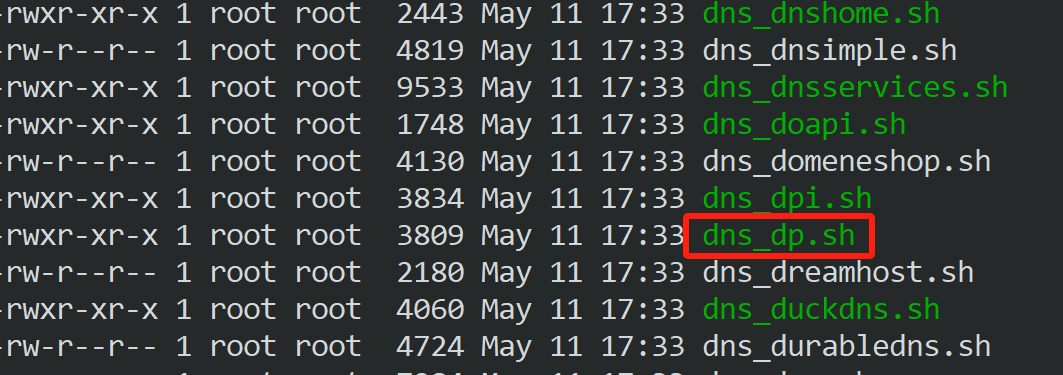 -rwxr-xr-x 1 root root  2443 May 11 17:33 dns_dnshome.sh
-rw-r--r-- 1 root root  4819 May 11 17:33 dns_dnsimple.sh
-rwxr-xr-x 1 root root  9533 May 11 17:33 dns_dnsservices.sh
-rwxr-xr-x 1 root root  1748 May 11 17:33 dns_doapi.sh
-rw-r--r-- 1 root root  4130 May 11 17:33 dns_domeneshop.sh
-rwxr-xr-x 1 root root  3834 May 11 17:33 dns_dpi.sh
-rwxr-xr-x 1 root root  3809 May 11 17:33 dns_dp.sh
-rw-r--r-- 1 root root  2180 May 11 17:33 dns_dreamhost.sh
-rwxr-xr-x 1 root root  4060 May 11 17:33 dns_duckdns.sh
-rw-r--r-- 1 root root  4724 May 11 17:33 dns_durabledns.sh